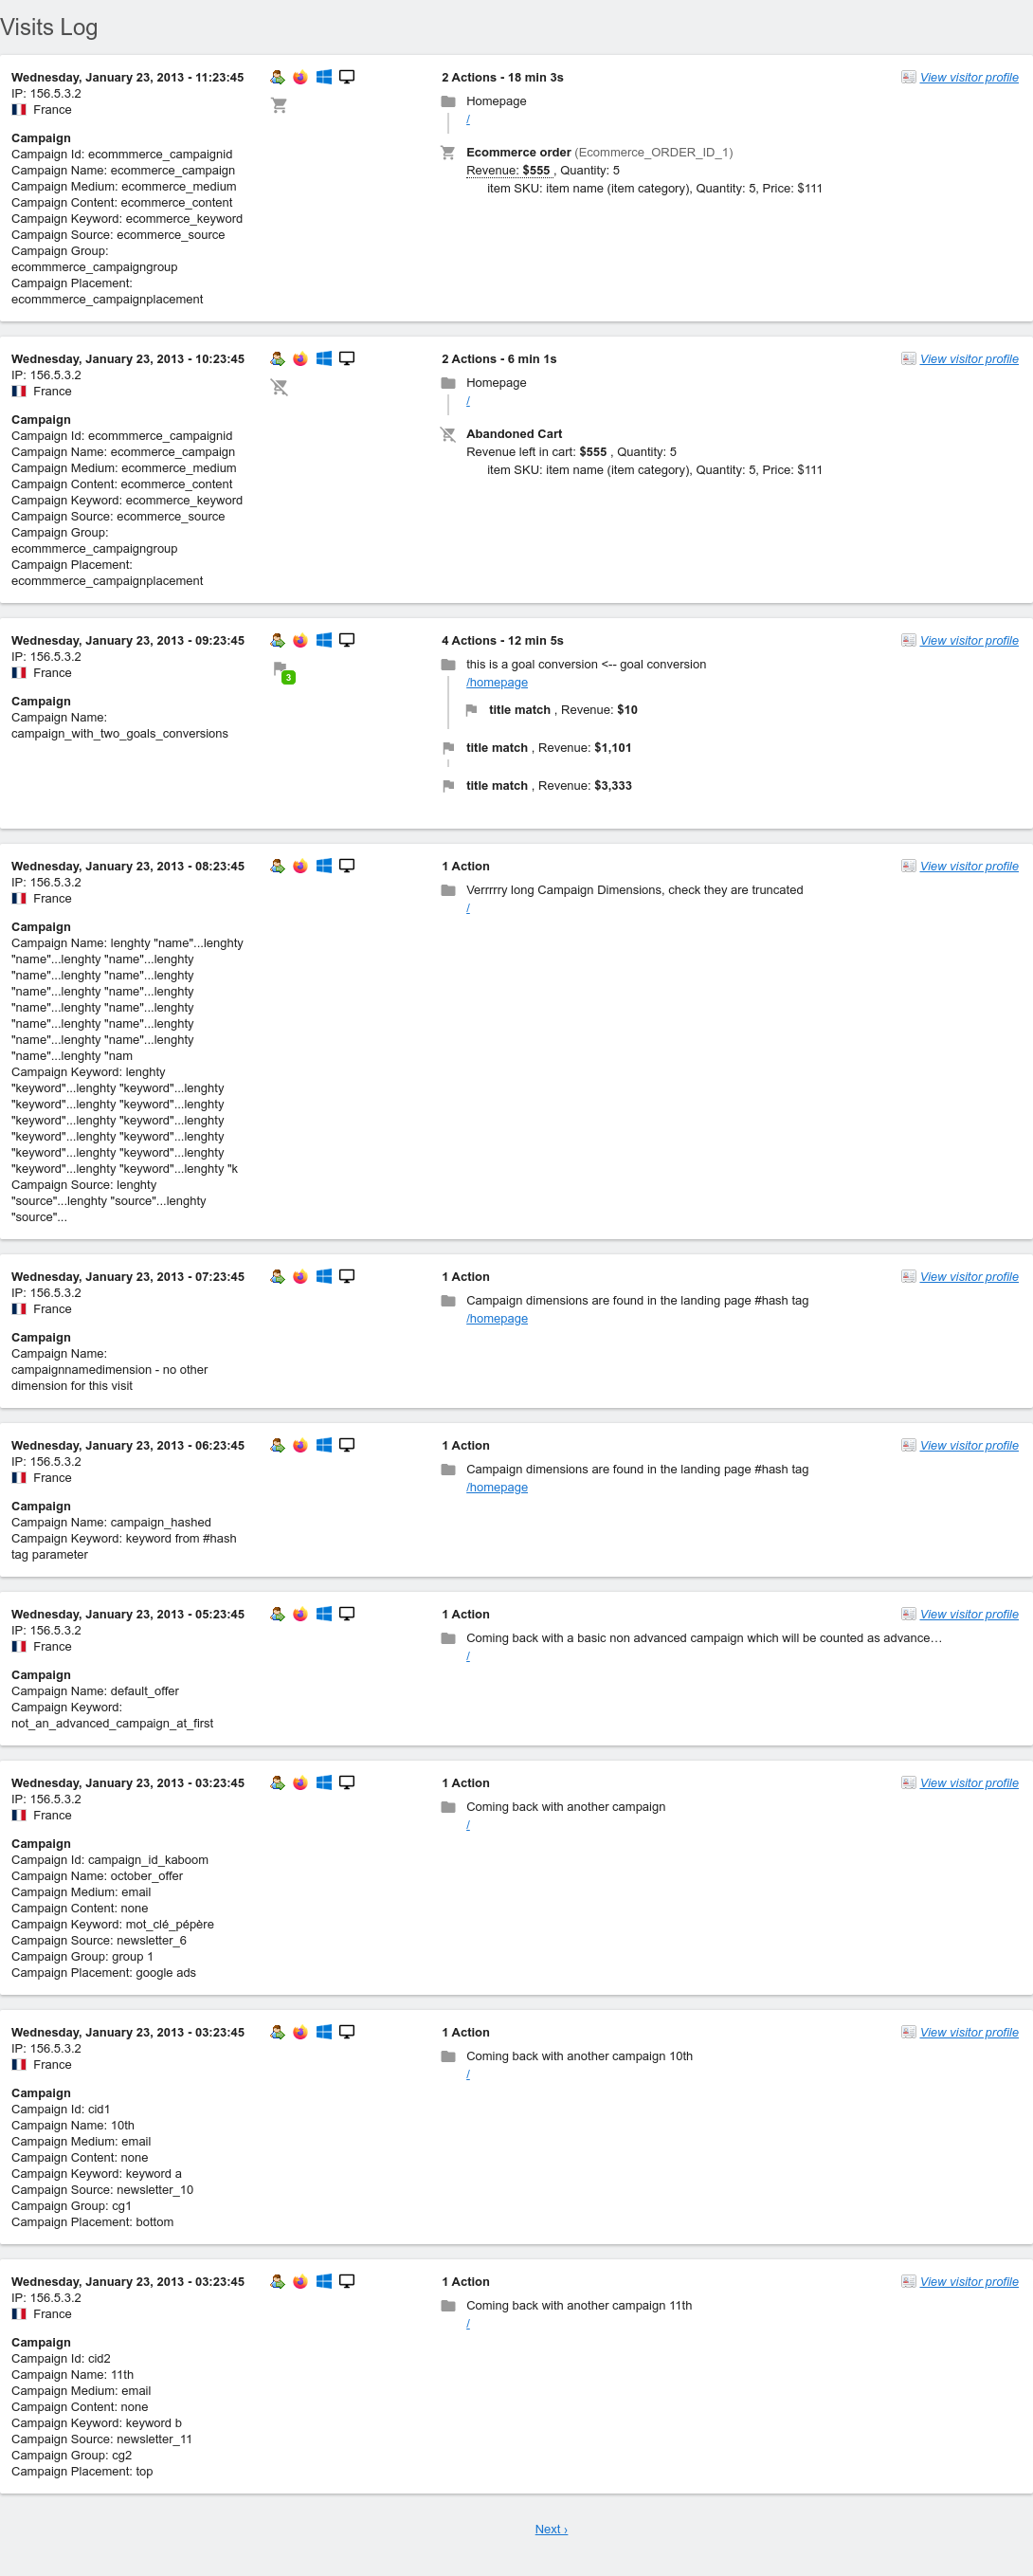 Visits Log
Wednesday, January 23, 2013 - 11:23:45
IP: 156.5.3.2
France
Campaign
Campaign Id: ecommmerce_campaignid
Campaign Name: ecommerce_campaign
Campaign Medium: ecommerce_medium
Campaign Content: ecommerce_content
Campaign Keyword: ecommerce_keyword
Campaign Source: ecommerce_source
Campaign Group:
ecommmerce_campaigngroup
Campaign Placement:
ecommmerce_campaignplacement
2 Actions - 18 min 3s
Homepage
/
Ecommerce order (Ecommerce_ORDER_ID_1)
Revenue: $555 , Quantity: 5
item SKU: item name (item category), Quantity: 5, Price: $111
View visitor profile
Wednesday, January 23, 2013 - 10:23:45
IP: 156.5.3.2
France
Campaign
Campaign Id: ecommmerce_campaignid
Campaign Name: ecommerce_campaign
Campaign Medium: ecommerce_medium
Campaign Content: ecommerce_content
Campaign Keyword: ecommerce_keyword
Campaign Source: ecommerce_source
Campaign Group:
ecommmerce_campaigngroup
Campaign Placement:
ecommmerce_campaignplacement
2 Actions - 6 min 1s
Homepage
/
Abandoned Cart
Revenue left in cart: $555 , Quantity: 5
item SKU: item name (item category), Quantity: 5, Price: $111
View visitor profile
Wednesday, January 23, 2013 - 09:23:45
IP: 156.5.3.2
France
Campaign
Campaign Name:
campaign_with_two_goals_conversions
3
4 Actions - 12 min 5s
this is a goal conversion <-- goal conversion
/homepage
title match , Revenue: $10
title match , Revenue: $1,101
title match , Revenue: $3,333
View visitor profile
Wednesday, January 23, 2013 - 08:23:45
IP: 156.5.3.2
France
Campaign
Campaign Name: lenghty "name"...lenghty
"name"...lenghty "name"...lenghty
"name"...lenghty "name"...lenghty
"name"...lenghty "name"...lenghty
"name"...lenghty "name"...lenghty
"name"...lenghty "name"...lenghty
"name"...lenghty "name"...lenghty
"name"...lenghty "nam
Campaign Keyword: lenghty
"keyword"...lenghty "keyword"...lenghty
"keyword"...lenghty "keyword"...lenghty
"keyword"...lenghty "keyword"...lenghty
"keyword"...lenghty "keyword"...lenghty
"keyword"...lenghty "keyword"...lenghty
"keyword"...lenghty "keyword"...lenghty "k
Campaign Source: lenghty
"source"...lenghty "source"...lenghty
"source"...
1 Action
Verrrrry long Campaign Dimensions, check they are truncated
/
View visitor profile
Wednesday, January 23, 2013 - 07:23:45
IP: 156.5.3.2
France
Campaign
Campaign Name:
campaignnamedimension - no other
dimension for this visit
1 Action
Campaign dimensions are found in the landing page #hash tag
/homepage
View visitor profile
Wednesday, January 23, 2013 - 06:23:45
IP: 156.5.3.2
France
Campaign
Campaign Name: campaign_hashed
Campaign Keyword: keyword from #hash
tag parameter
1 Action
Campaign dimensions are found in the landing page #hash tag
/homepage
View visitor profile
Wednesday, January 23, 2013 - 05:23:45
IP: 156.5.3.2
France
Campaign
Campaign Name: default_offer
Campaign Keyword:
not_an_advanced_campaign_at_first
1 Action
Coming back with a basic non advanced campaign which will be counted as advance…
/
View visitor profile
Wednesday, January 23, 2013 - 03:23:45
IP: 156.5.3.2
France
Campaign
Campaign Id: campaign_id_kaboom
Campaign Name: october_offer
Campaign Medium: email
Campaign Content: none
Campaign Keyword: mot_clé_pépère
Campaign Source: newsletter_6
Campaign Group: group 1
Campaign Placement: google ads
1 Action
Coming back with another campaign
/
View visitor profile
Wednesday, January 23, 2013 - 03:23:45
IP: 156.5.3.2
France
Campaign
Campaign Id: cid1
Campaign Name: 10th
Campaign Medium: email
Campaign Content: none
Campaign Keyword: keyword a
Campaign Source: newsletter_10
Campaign Group: cg1
Campaign Placement: bottom
1 Action
Coming back with another campaign 10th
/
View visitor profile
Wednesday, January 23, 2013 - 03:23:45
IP: 156.5.3.2
France
Campaign
Campaign Id: cid2
Campaign Name: 11th
Campaign Medium: email
Campaign Content: none
Campaign Keyword: keyword b
Campaign Source: newsletter_11
Campaign Group: cg2
Campaign Placement: top
1 Action
Coming back with another campaign 11th
/
View visitor profile
Next ›